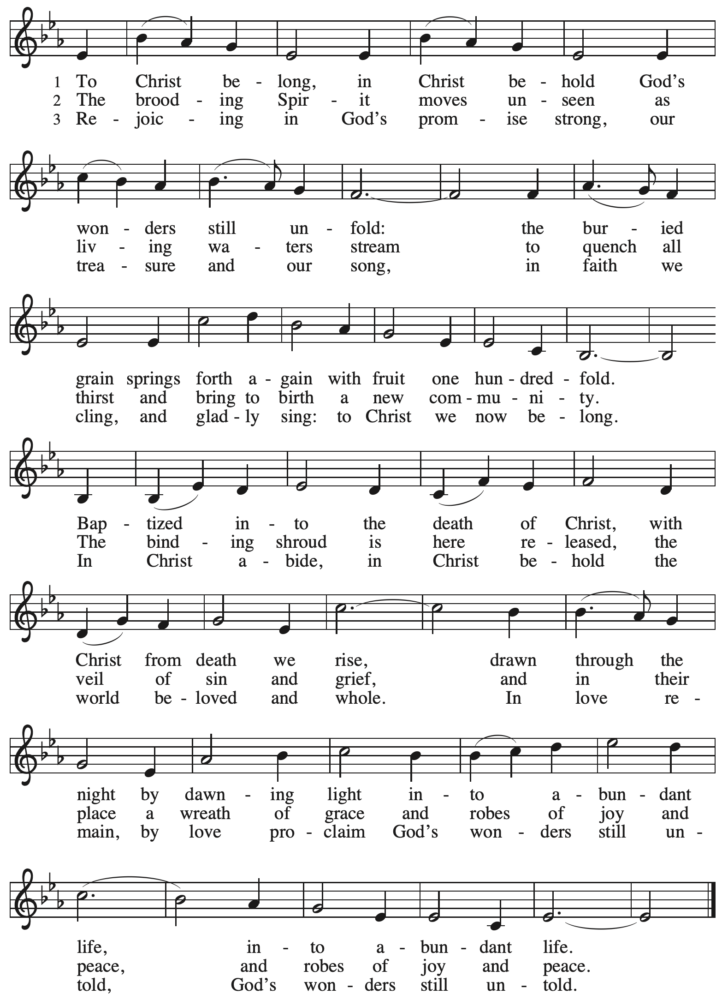 1 To Christ be - long, in Christ be - hold God's
2 The brood - ing Spir - it moves un - seen as
3 Re - joic - ing in God's prom - ise strong, our
won - ders still un - fold: the bur - ied
liv - ing wa - ters stream to quench all
trea - sure and our song, in faith we
grain springs forth a - gain with fruit one hun - dred - fold.
thirst and bring to birth a new com - mu - ni - ty.
cling, and glad - ly sing: to Christ we now be - long.
Bap - tized in - to the death of Christ, with
The bind - ing shroud is here re - leased, the
In Christ a - bide, in Christ be - hold the
Christ from death we rise, drawn through the
veil of sin and grief, and in their
world be - loved and whole. In love re -
night by dawn - ing light in - to a - bun - dant
place a wreath of grace and robes of joy and
main, by love pro - claim God's won - ders still un -
life, in - to a - bun - dant life.
peace, and robes of joy and peace.
told, God's won - ders still un - told.